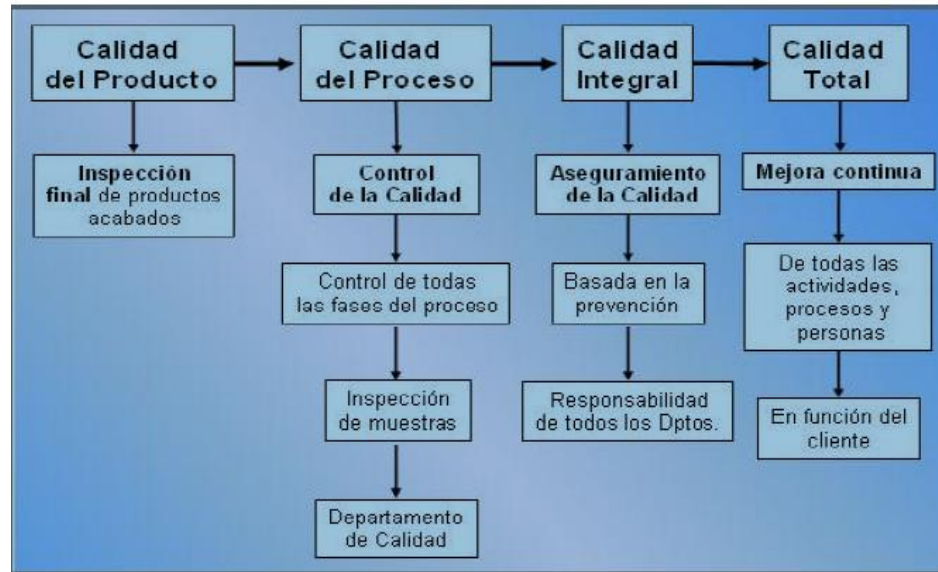 Calidad
del Producto
Calidad
del Proceso
Calidad
Integral
Calidad
Total
Inspección
final de productos
acabados
Control
de la Calidad
Aseguramiento
de la Calidad
Mejora continua
Control de todas
las fases del proceso
Basada en la
prevención
De todas las
actividades,
procesos y
personas
Inspección
de muestras
Responsabilidad
de todos los Dptos.
En función del
cliente
Departamento
de Calidad